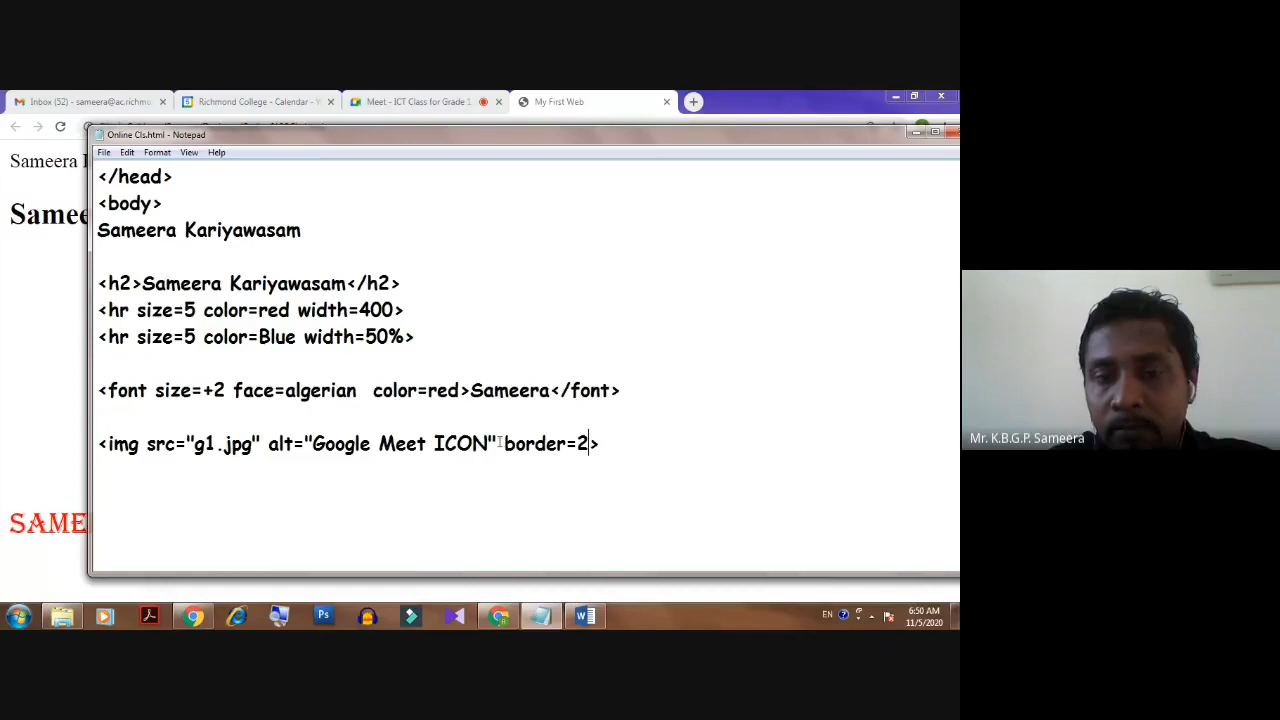 Inbox (52) - sameera@ac.richmo
Richmond College - Calendar -
Meet - ICT Class for Grade 1
My First Web
Online Cls.html - Notepad
File Edit Format View Help
Sameera
</head>
<body>
Sameera Kariyawasam
Samee
<h2>Sameera Kariyawasam</h2>
<hr size=5 color=red width=400>
<hr size=5 color=Blue width=50%>
<font size=+2 face=algerian  color=red>Sameera</font>
<img src="g1.jpg" alt="Google Meet ICON" border=2>
Mr. K.B.G.P. Sameera
SAME
Ps
EN
6:50 AM
11/5/2020